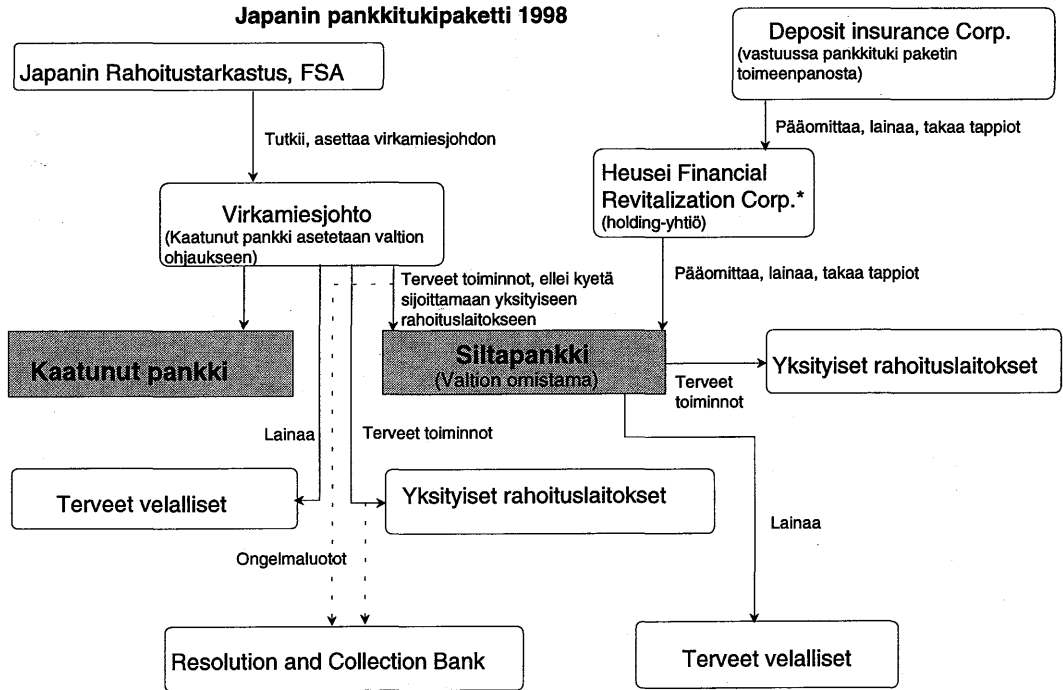 Japanin pankkitukipaketti 1998
Japanin Rahoitustarkastus, FSA
Deposit insurance Corp.
(vastuussa pankkituki paketin
toimeenpanosta)
Tutkii, asettaa virkamiesjohdon
Pääomittaa, lainaa, takaa tappiot
Heusei Financial
Revitalization Corp.*
(holding-yhtiö)
Virkamiesjohto
(Kaatunut pankki asetetaan valtion
ohjaukseen)
Terveet toiminnot, ellei kyetä
sijoittamaan yksityiseen
rahoituslaitokseen
Pääomittaa, lainaa, takaa tappiot
Kaatunut pankki
Siltapankki
(Valtion omistama)
Terveet
toiminnot
Yksityiset rahoituslaitokset
Lainaa
Terveet toiminnot
Terveet velalliset
Yksityiset rahoituslaitokset
Lainaa
Ongelmaluotot
Resolution and Collection Bank
Terveet velalliset